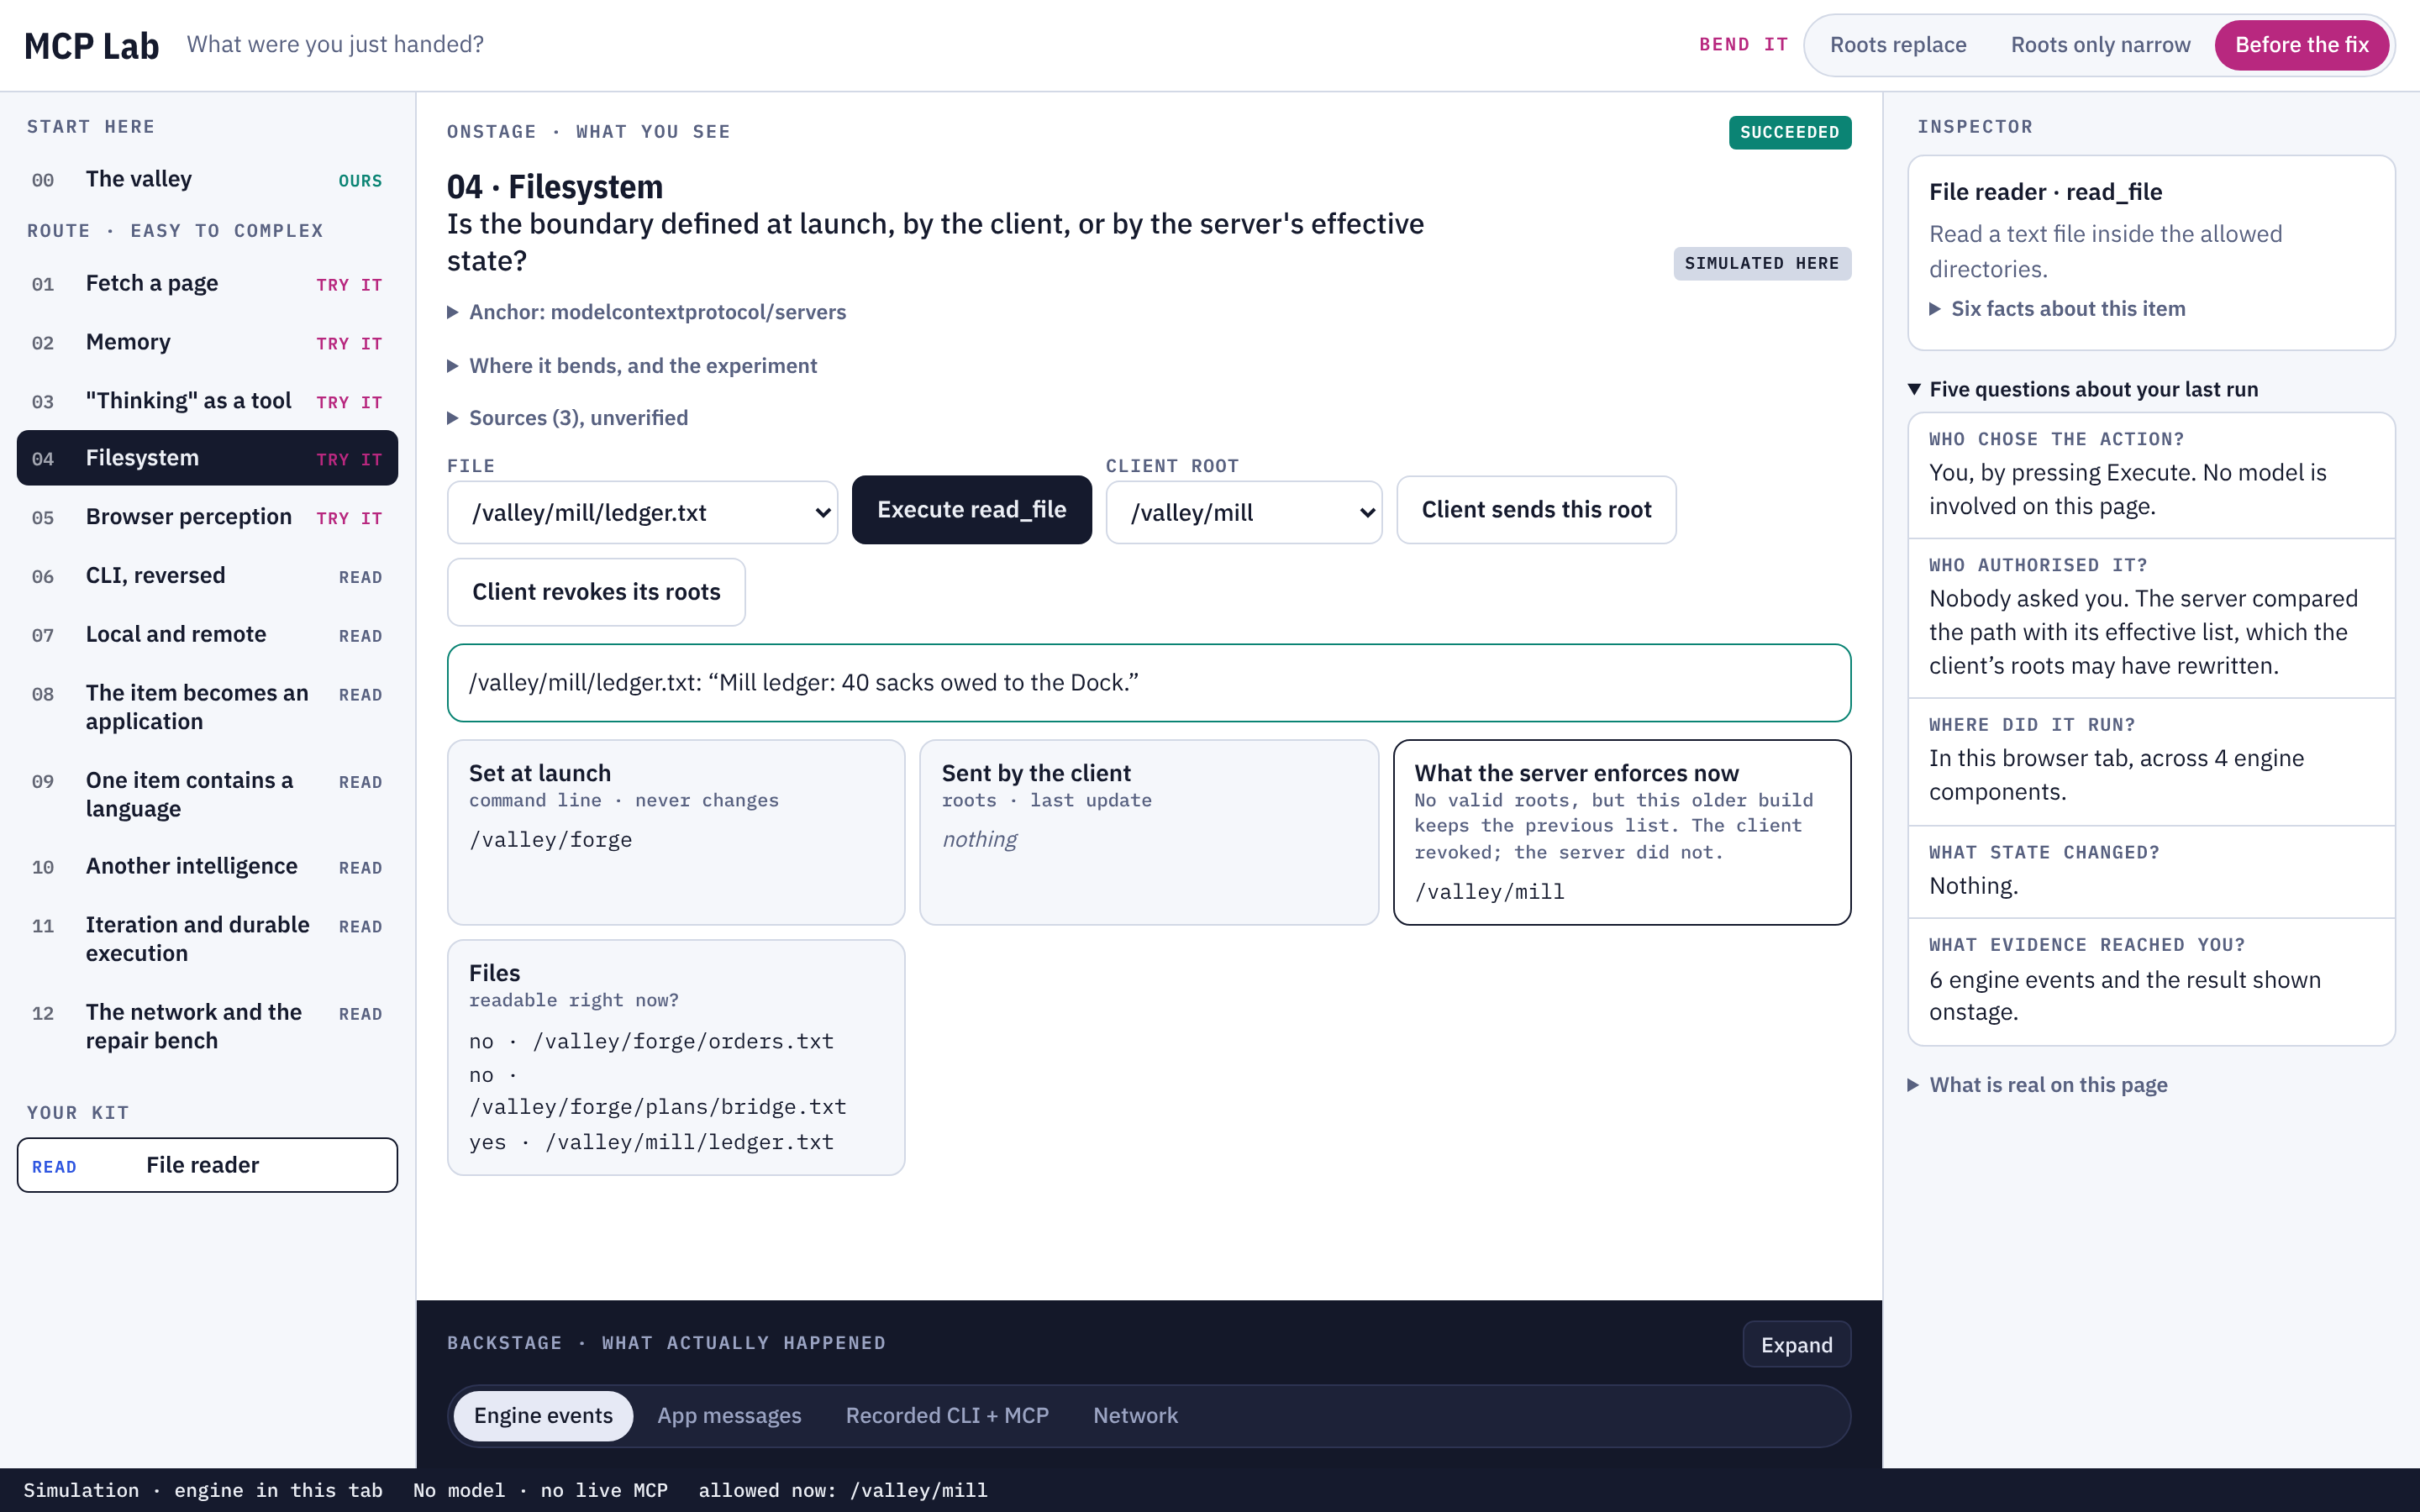 MCP Lab
What were you just handed?
BEND IT
Roots replace
Roots only narrow
Before the fix
START HERE
00 The valley OURS
ROUTE · EASY TO COMPLEX
01 Fetch a page TRY IT
02 Memory TRY IT
03 "Thinking" as a tool TRY IT
04 Filesystem TRY IT
05 Browser perception TRY IT
06 CLI, reversed READ
07 Local and remote READ
08 The item becomes an READ
application
09 One item contains a READ
language
10 Another intelligence READ
11 Iteration and durable READ
execution
12 The network and the READ
repair bench
YOUR KIT
READ File reader
ONSTAGE · WHAT YOU SEE
SUCCEEDED
04 · Filesystem
Is the boundary defined at launch, by the client, or by the server's effective
state?
SIMULATED HERE
▶ Anchor: modelcontextprotocol/servers
▶ Where it bends, and the experiment
▶ Sources (3), unverified
FILE
/valley/mill/ledger.txt
Execute read_file
CLIENT ROOT
/valley/mill
Client sends this root
Client revokes its roots
/valley/mill/ledger.txt: “Mill ledger: 40 sacks owed to the Dock.”
Set at launch
command line · never changes
/valley/forge
Sent by the client
roots · last update
nothing
What the server enforces now
No valid roots, but this older build
keeps the previous list. The client
revoked; the server did not.
/valley/mill
Files
readable right now?
no · /valley/forge/orders.txt
no ·
/valley/forge/plans/bridge.txt
yes · /valley/mill/ledger.txt
BACKSTAGE · WHAT ACTUALLY HAPPENED
Expand
Engine events
App messages
Recorded CLI + MCP
Network
INSPECTOR
File reader · read_file
Read a text file inside the allowed
directories.
▶ Six facts about this item
▼ Five questions about your last run
WHO CHOSE THE ACTION?
You, by pressing Execute. No model is
involved on this page.
WHO AUTHORISED IT?
Nobody asked you. The server compared
the path with its effective list, which the
client’s roots may have rewritten.
WHERE DID IT RUN?
In this browser tab, across 4 engine
components.
WHAT STATE CHANGED?
Nothing.
WHAT EVIDENCE REACHED YOU?
6 engine events and the result shown
onstage.
▶ What is real on this page
Simulation · engine in this tab
No model · no live MCP
allowed now: /valley/mill